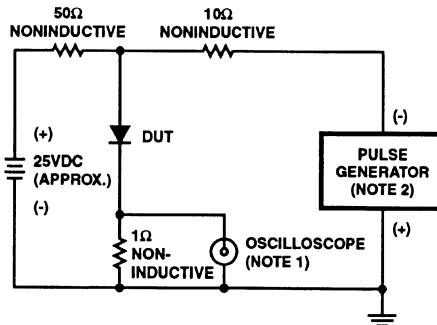 50Ω
NONINDUCTIVE
10Ω
NONINDUCTIVE
(+)
25VDC
(APPROX.)
(-)
DUT
1Ω
NON-
INDUCTIVE
OSCILLOSCOPE
(NOTE 1)
(-)
PULSE
GENERATOR
(NOTE 2)
(+)